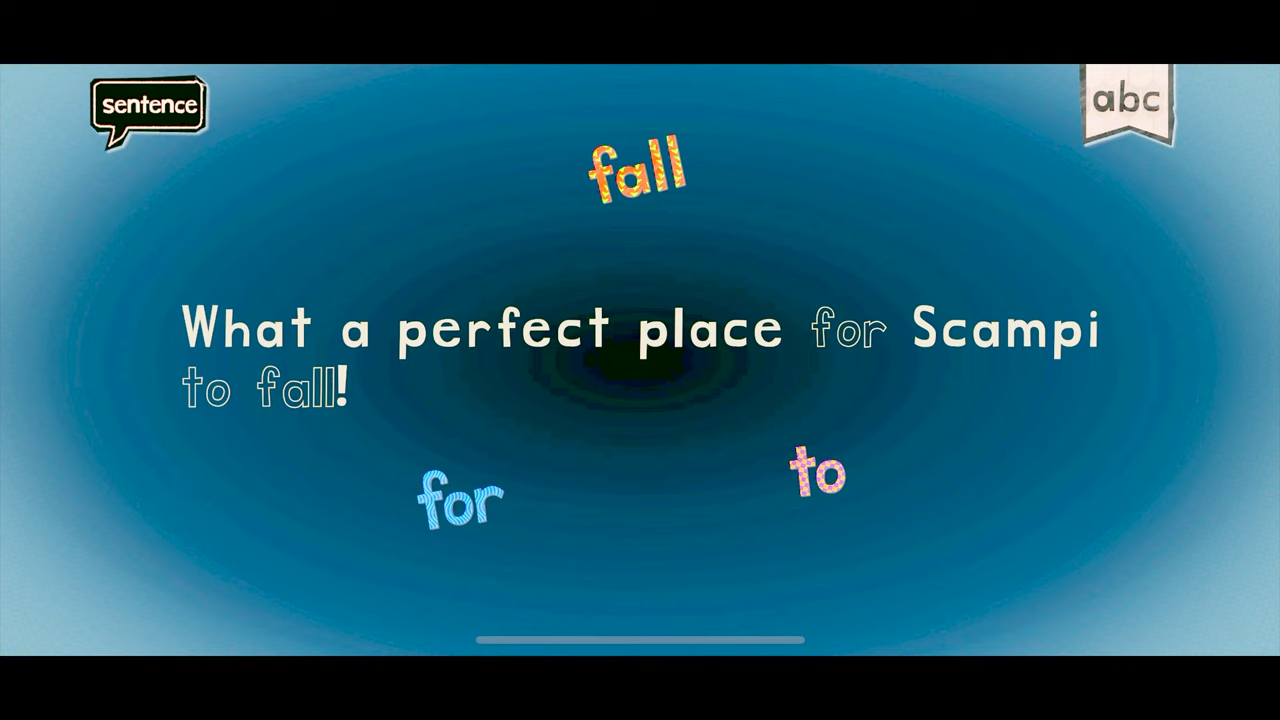 sentence
abc
fall
What a perfect place for Scampi
to fall!
for
to